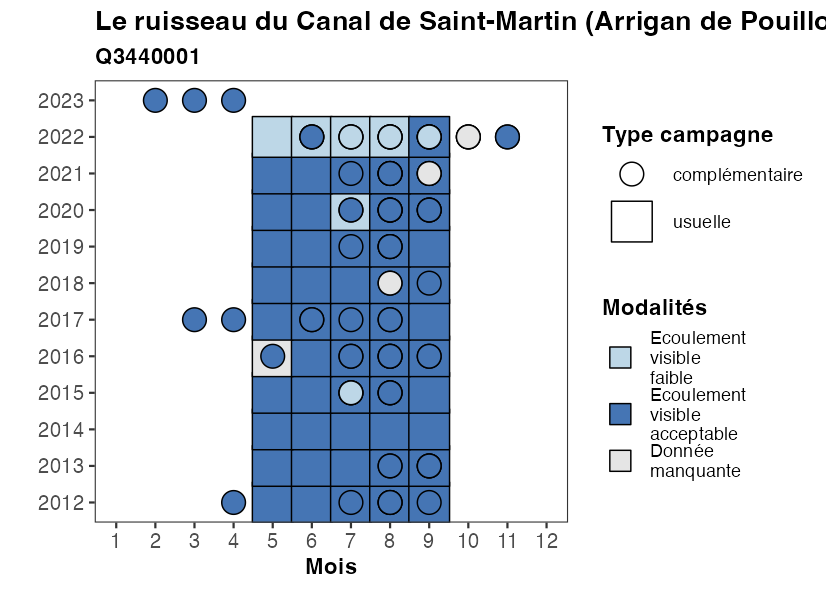 Le ruisseau du Canal de Saint-Martin (Arrigan de Pouillo
Q3440001
2023
2022
2021
2020
2019
2018
2017
2016
2015
2014
2013
2012
1 2 3 4 5 6 7 8 9 10 11 12
Mois
Type campagne
complémentaire
usuelle
Modalités
Ecoulement
visible
faible
Ecoulement
visible
acceptable
Donnée
manquante